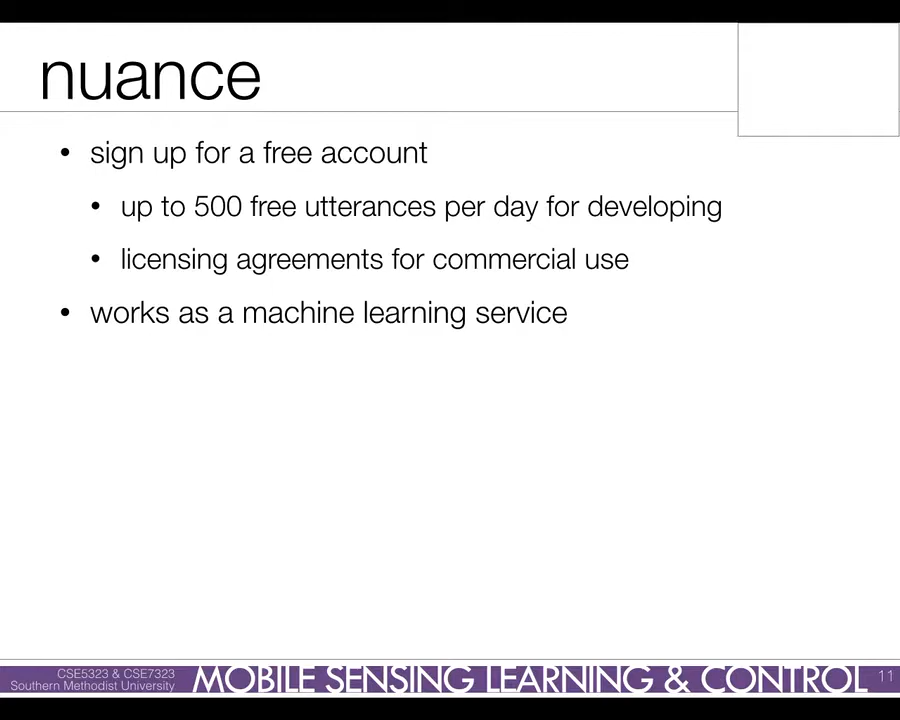 nuance
• sign up for a free account
• up to 500 free utterances per day for developing
• licensing agreements for commercial use
• works as a machine learning service
CSE5323 & CSE7323
Southern Methodist University
MOBILE SENSING LEARNING & CONTROL
11